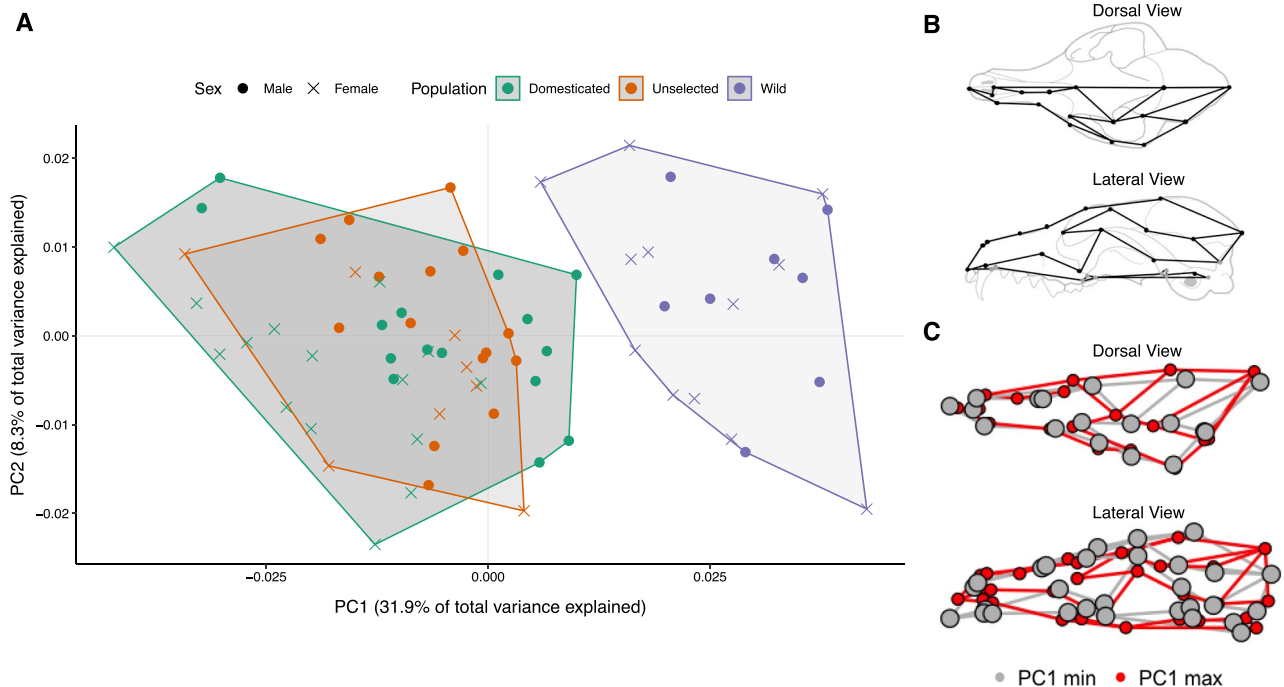 A
Sex Male Female Population Domesticated Unselected Wild
PC2 (8.3% of total variance explained)
0.02
0.01
0.00
−0.01
−0.02
−0.025 0.000 0.025
PC1 (31.9% of total variance explained)
B
Dorsal View
Lateral View
C
Dorsal View
Lateral View
PC1 min PC1 max